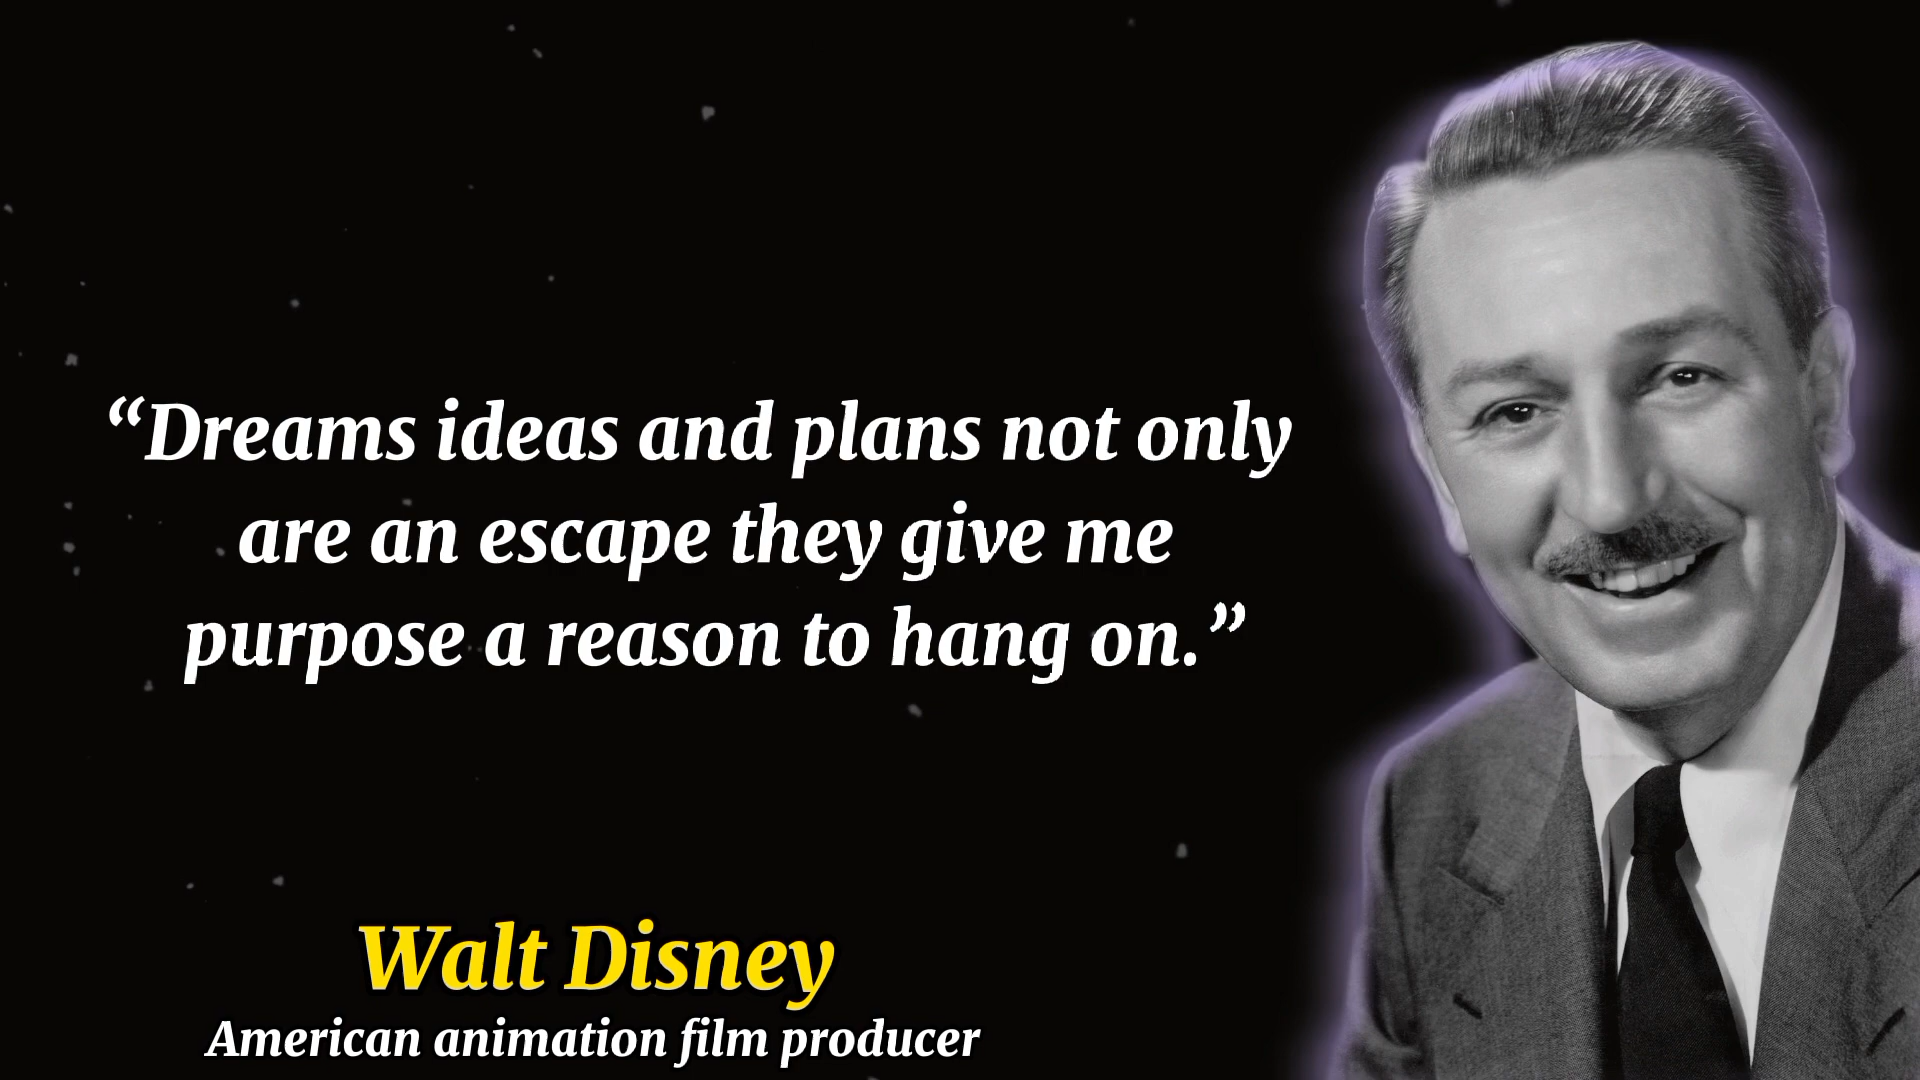 “Dreams ideas and plans not only
are an escape they give me
purpose a reason to hang on.”
Walt Disney
American animation film producer